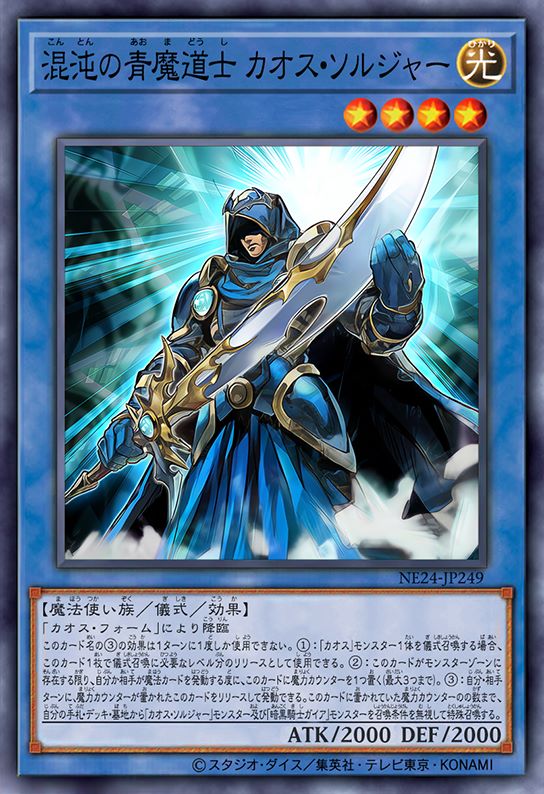 混沌の青魔道士 カオス・ソルジャー
光
NE24-JP249
【魔法使い族/儀式/効果】
「カオス・フォーム」により降臨
このカード名の③の効果は1ターンに1度しか使用できない。①:「カオス」モンスター1体を儀式召喚する場合、
このカード1枚で儀式召喚に必要なレベル分のリリースとして使用できる。②:このカードがモンスターゾーンに
存在する限り、自分か相手が魔法カードを発動する度に、このカードに魔力カウンターを1つ置く(最大3つまで)。③:自分・相手
ターンに、魔力カウンターが置かれたこのカードをリリースして発動できる。このカードに置かれていた魔力カウンターのの数まで、
自分の手札・デッキ・墓地から「カオス・ソルジャー」モンスター及び「暗黒騎士ガイア」モンスターを召喚条件を無視して特殊召喚する。
ATK/2000 DEF/2000
©スタジオ・ダイス/集英社・テレビ東京・KONAMI